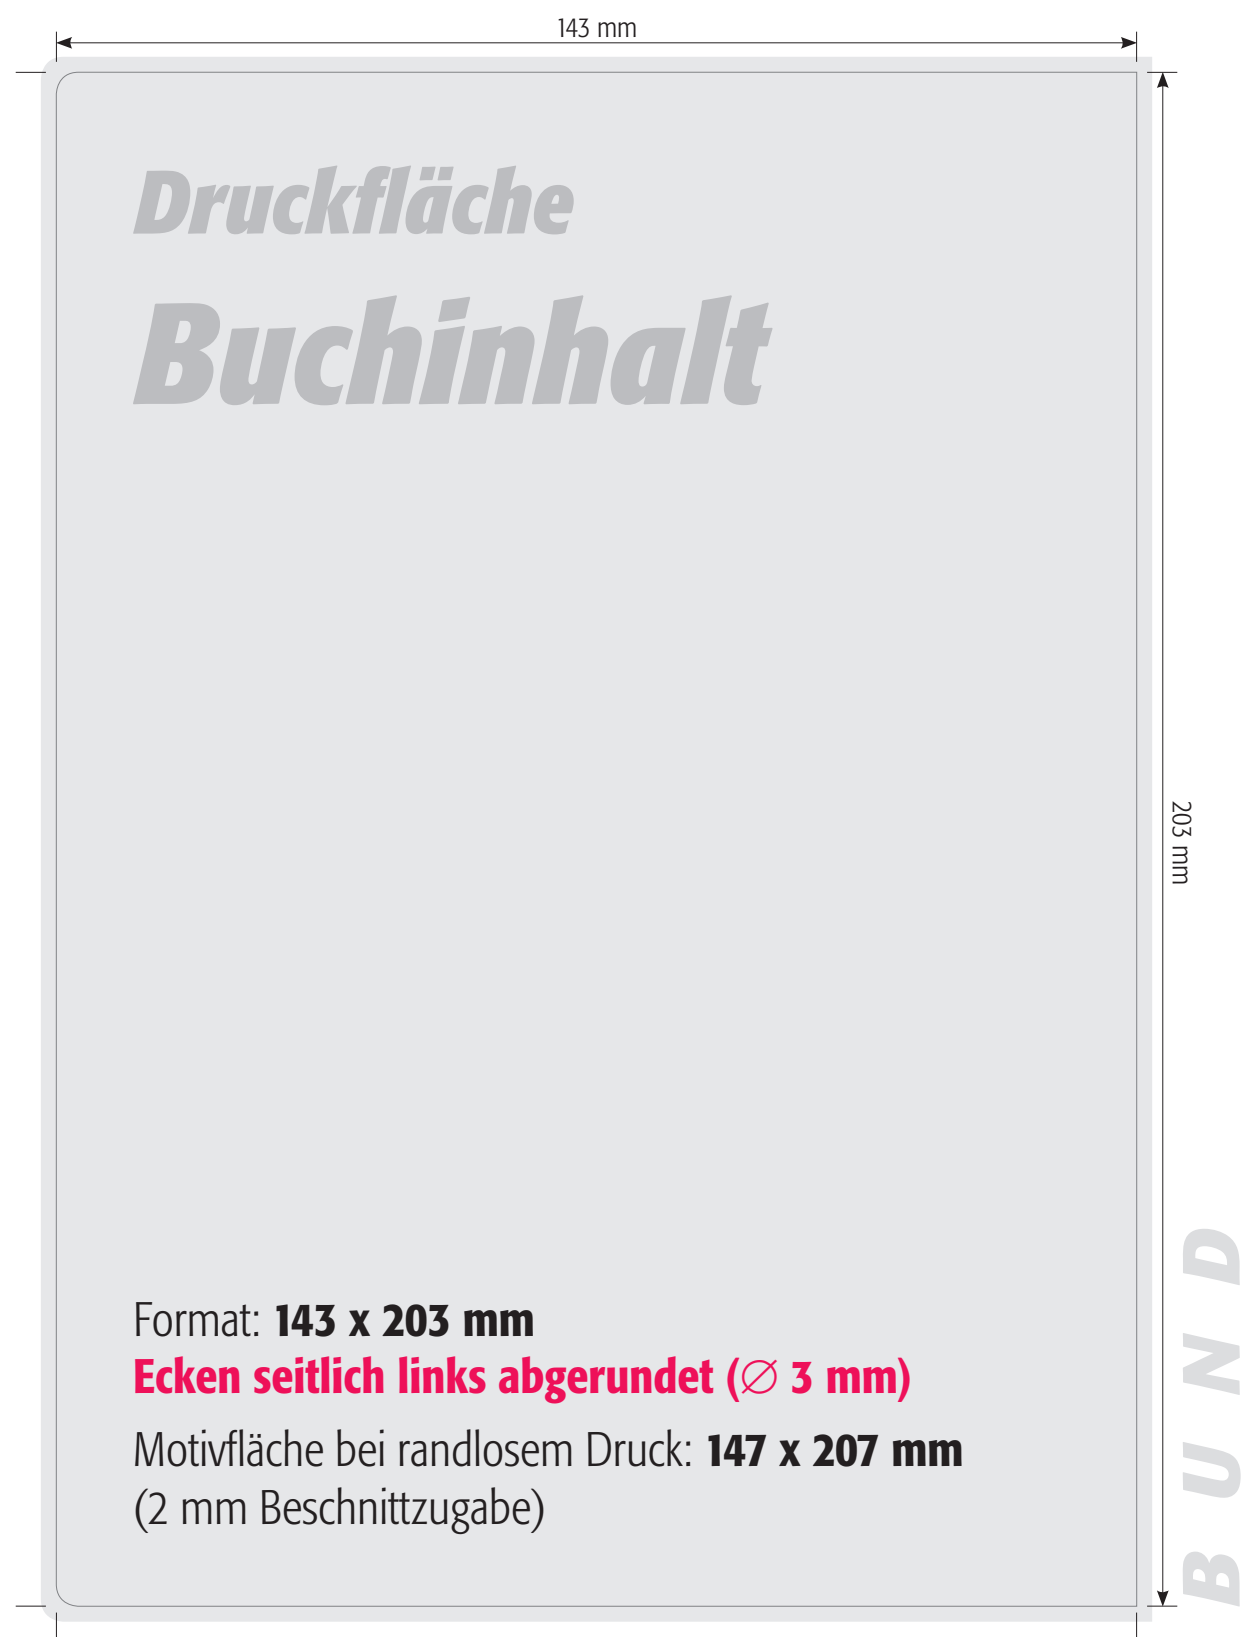 143 mm
Druckfläche
Buchinhalt
203 mm
Format: 143 x 203 mm
Ecken seitlich links abgerundet (∅ 3 mm)
Motivfläche bei randlosem Druck: 147 x 207 mm
(2 mm Beschnittzugabe)
BUND